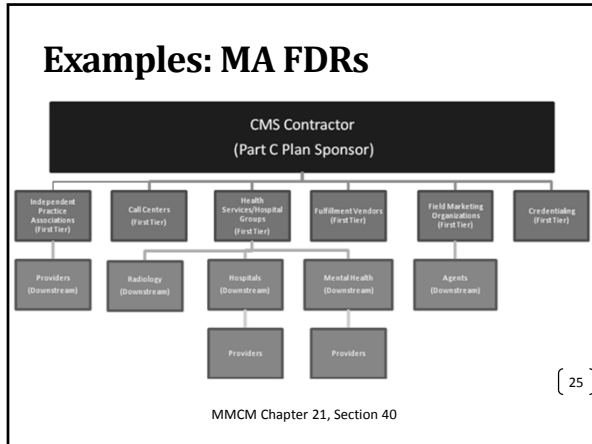 Examples: MA FDRs
CMS Contractor
(Part C Plan Sponsor)
Independent
Practice
Associations
(First Tier)
Call Centers
(First Tier)
Health
Services/Hospital
Groups
(First Tier)
Fulfillment Vendors
(First Tier)
Field Marketing
Organizations
(First Tier)
Credentialing
(First Tier)
Providers
(Downstream)
Radiology
(Downstream)
Hospitals
(Downstream)
Mental Health
(Downstream)
Agents
(Downstream)
Providers
Providers
25
MMCM Chapter 21, Section 40